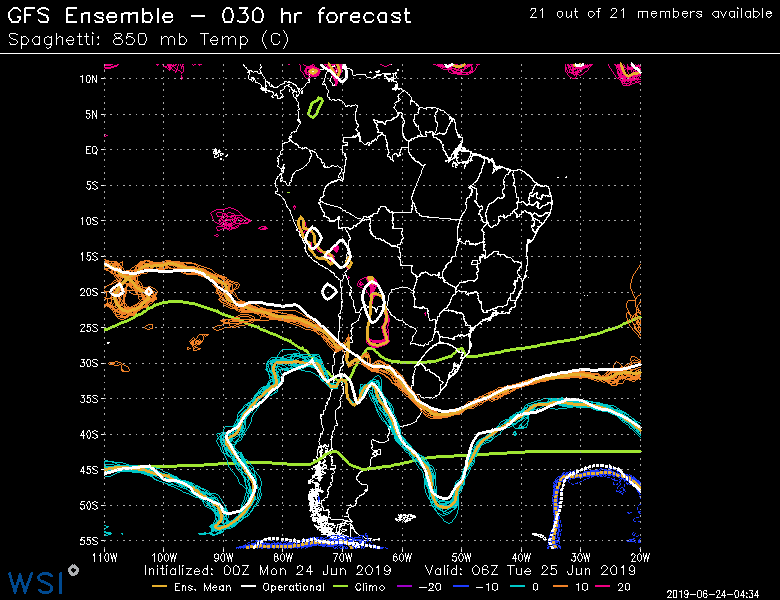 GFS Ensemble – 030 hr forecast
21 out of 21 members available
Spaghetti: 850 mb Temp (C)
10N
5N
EQ
5S
10S
15S
20S
25S
30S
35S
40S
45S
50S
55S
110W 100W 90W 80W 70W 60W 50W 40W 30W 20W
Initialized: 00Z Mon 24 Jun 2019 Valid: 06Z Tue 25 Jun 2019
Ens. Mean Operational Climo -20 -10 0 10 20
WSI
2019-06-24-04:34